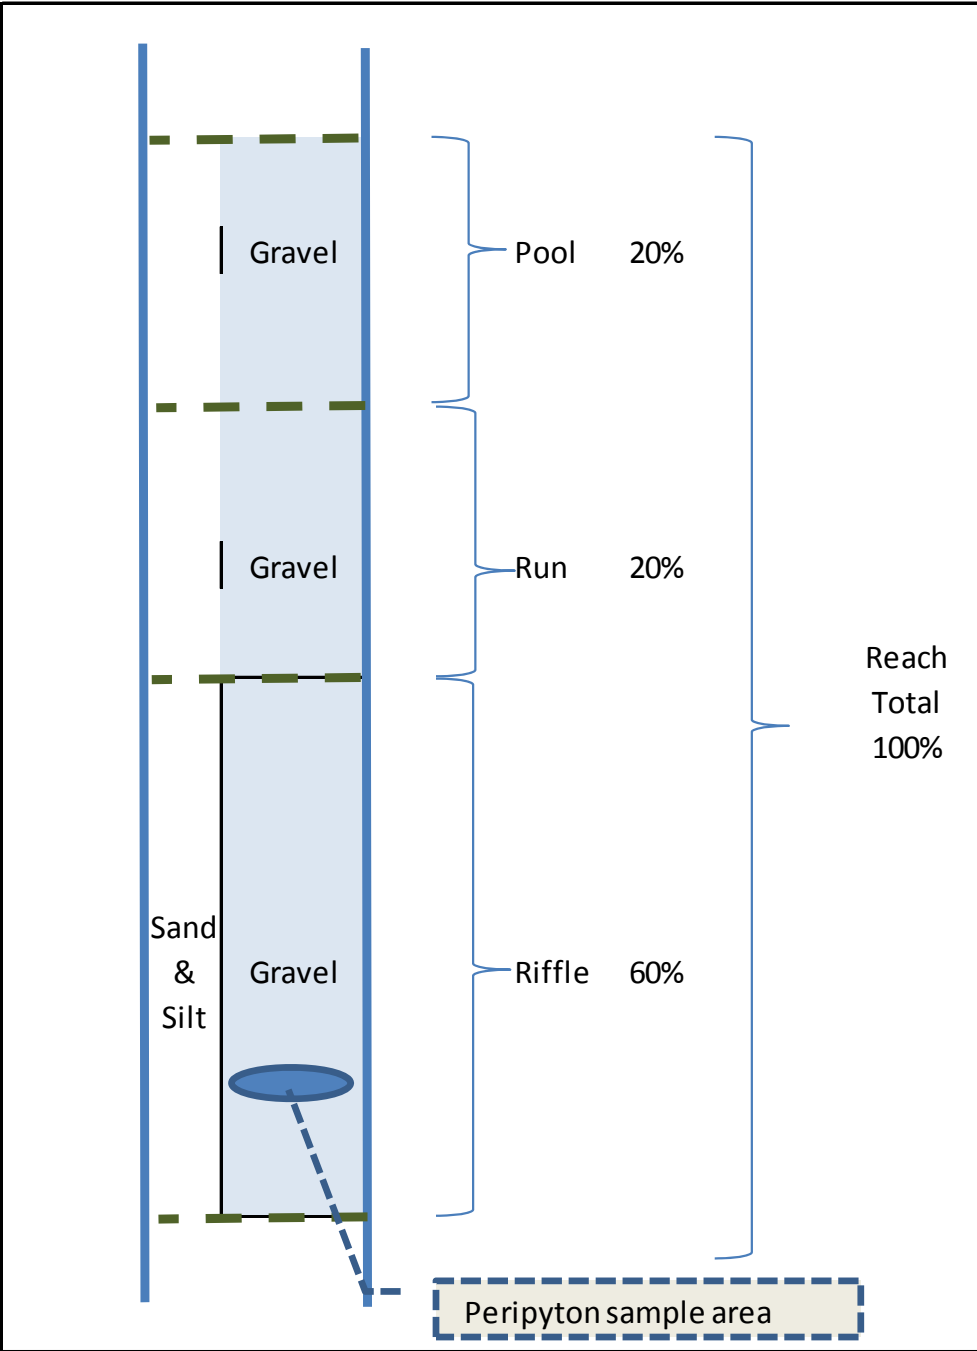 Gravel
Pool 20%
Gravel
Run 20%
Reach
Total
100%
Sand
&
Silt
Gravel
Riffle 60%
Peripyton sample area